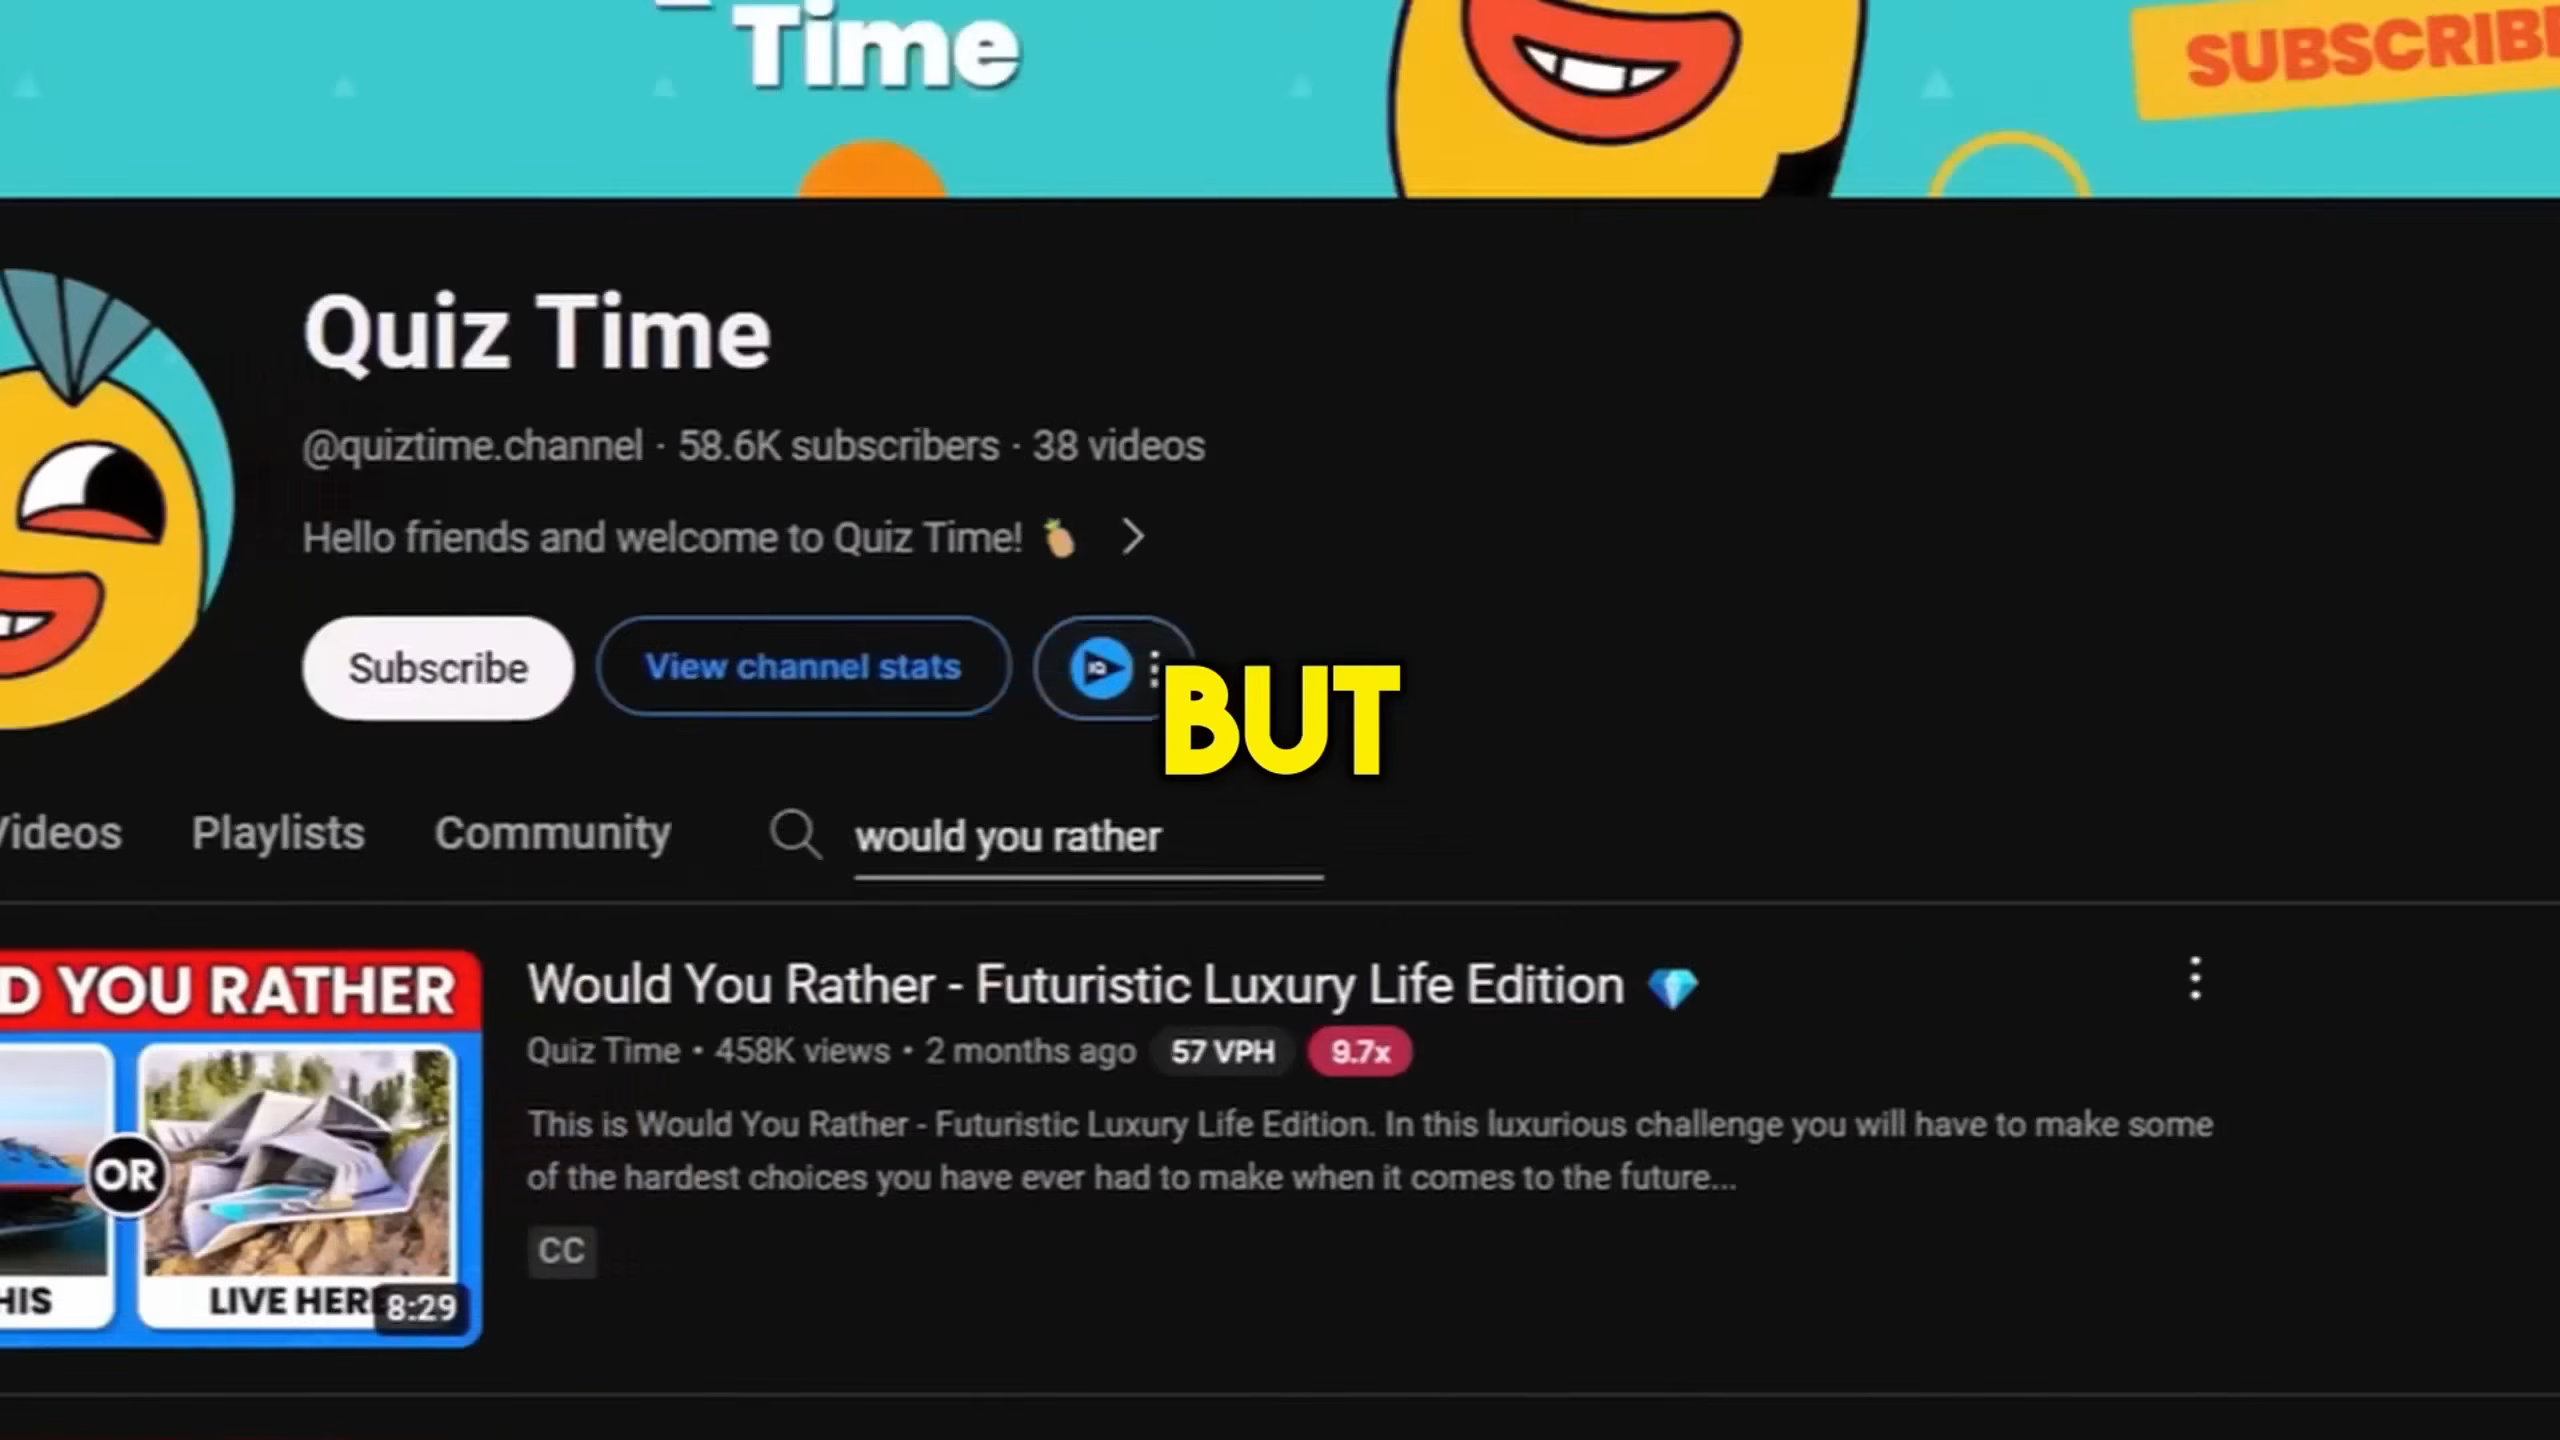 Time
SUBSCRIB
Quiz Time
@quiztime.channel · 58.6K subscribers · 38 videos
Hello friends and welcome to Quiz Time! 🍍 >
Subscribe
View channel stats
IQ
BUT
Videos
Playlists
Community
would you rather
D YOU RATHER
OR
HIS
LIVE HER
8:29
Would You Rather - Futuristic Luxury Life Edition 💎
Quiz Time • 458K views • 2 months ago 57 VPH 9.7x
This is Would You Rather - Futuristic Luxury Life Edition. In this luxurious challenge you will have to make some
of the hardest choices you have ever had to make when it comes to the future...
CC